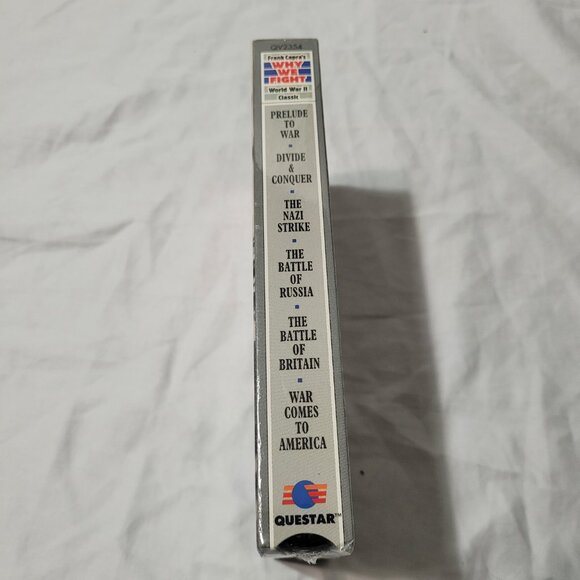 QV2354
Frank Capra's
WHY
WE
FIGHT
World War II
Classic
PRELUDE
TO
WAR
DIVIDE
&
CONQUER
THE
NAZI
STRIKE
THE
BATTLE
OF
RUSSIA
THE
BATTLE
OF
BRITAIN
WAR
COMES
TO
AMERICA
QUESTAR™